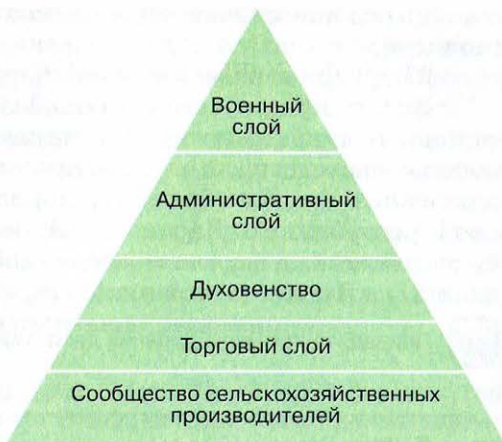 Военный
слой
Административный
слой
Духовенство
Торговый слой
Сообщество сельскохозяйственных
производителей